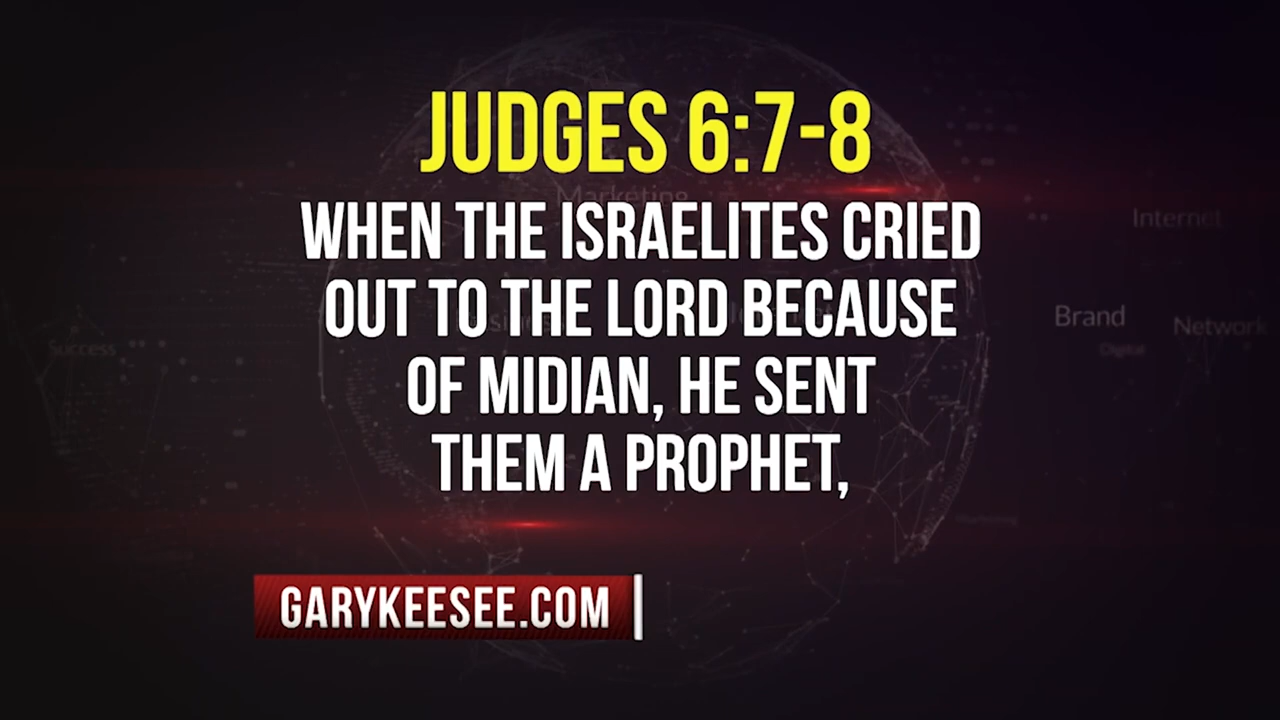 JUDGES 6:7-8
Marketing
WHEN THE ISRAELITES CRIED
Internet
OUT TO THE LORD BECAUSE
Brand
Network
Success
Digital
OF MIDIAN, HE SENT
THEM A PROPHET,
GARYKEESEE.COM